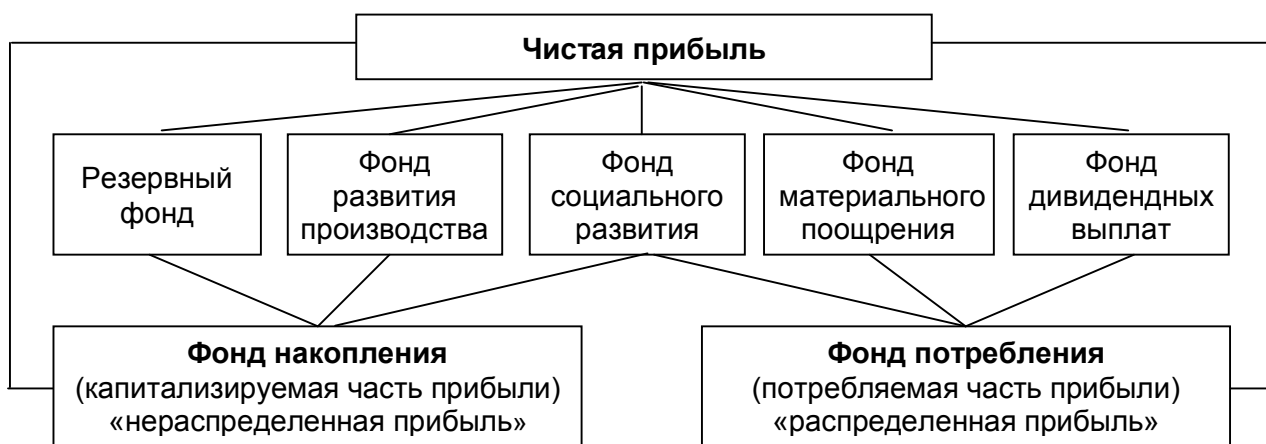 Чистая прибыль
Резервный
фонд
Фонд
развития
производства
Фонд
социального
развития
Фонд
материального
поощрения
Фонд
дивидендных
выплат
Фонд накопления
(капитализируемая часть прибыли)
«нераспределенная прибыль»
Фонд потребления
(потребляемая часть прибыли)
«распределенная прибыль»